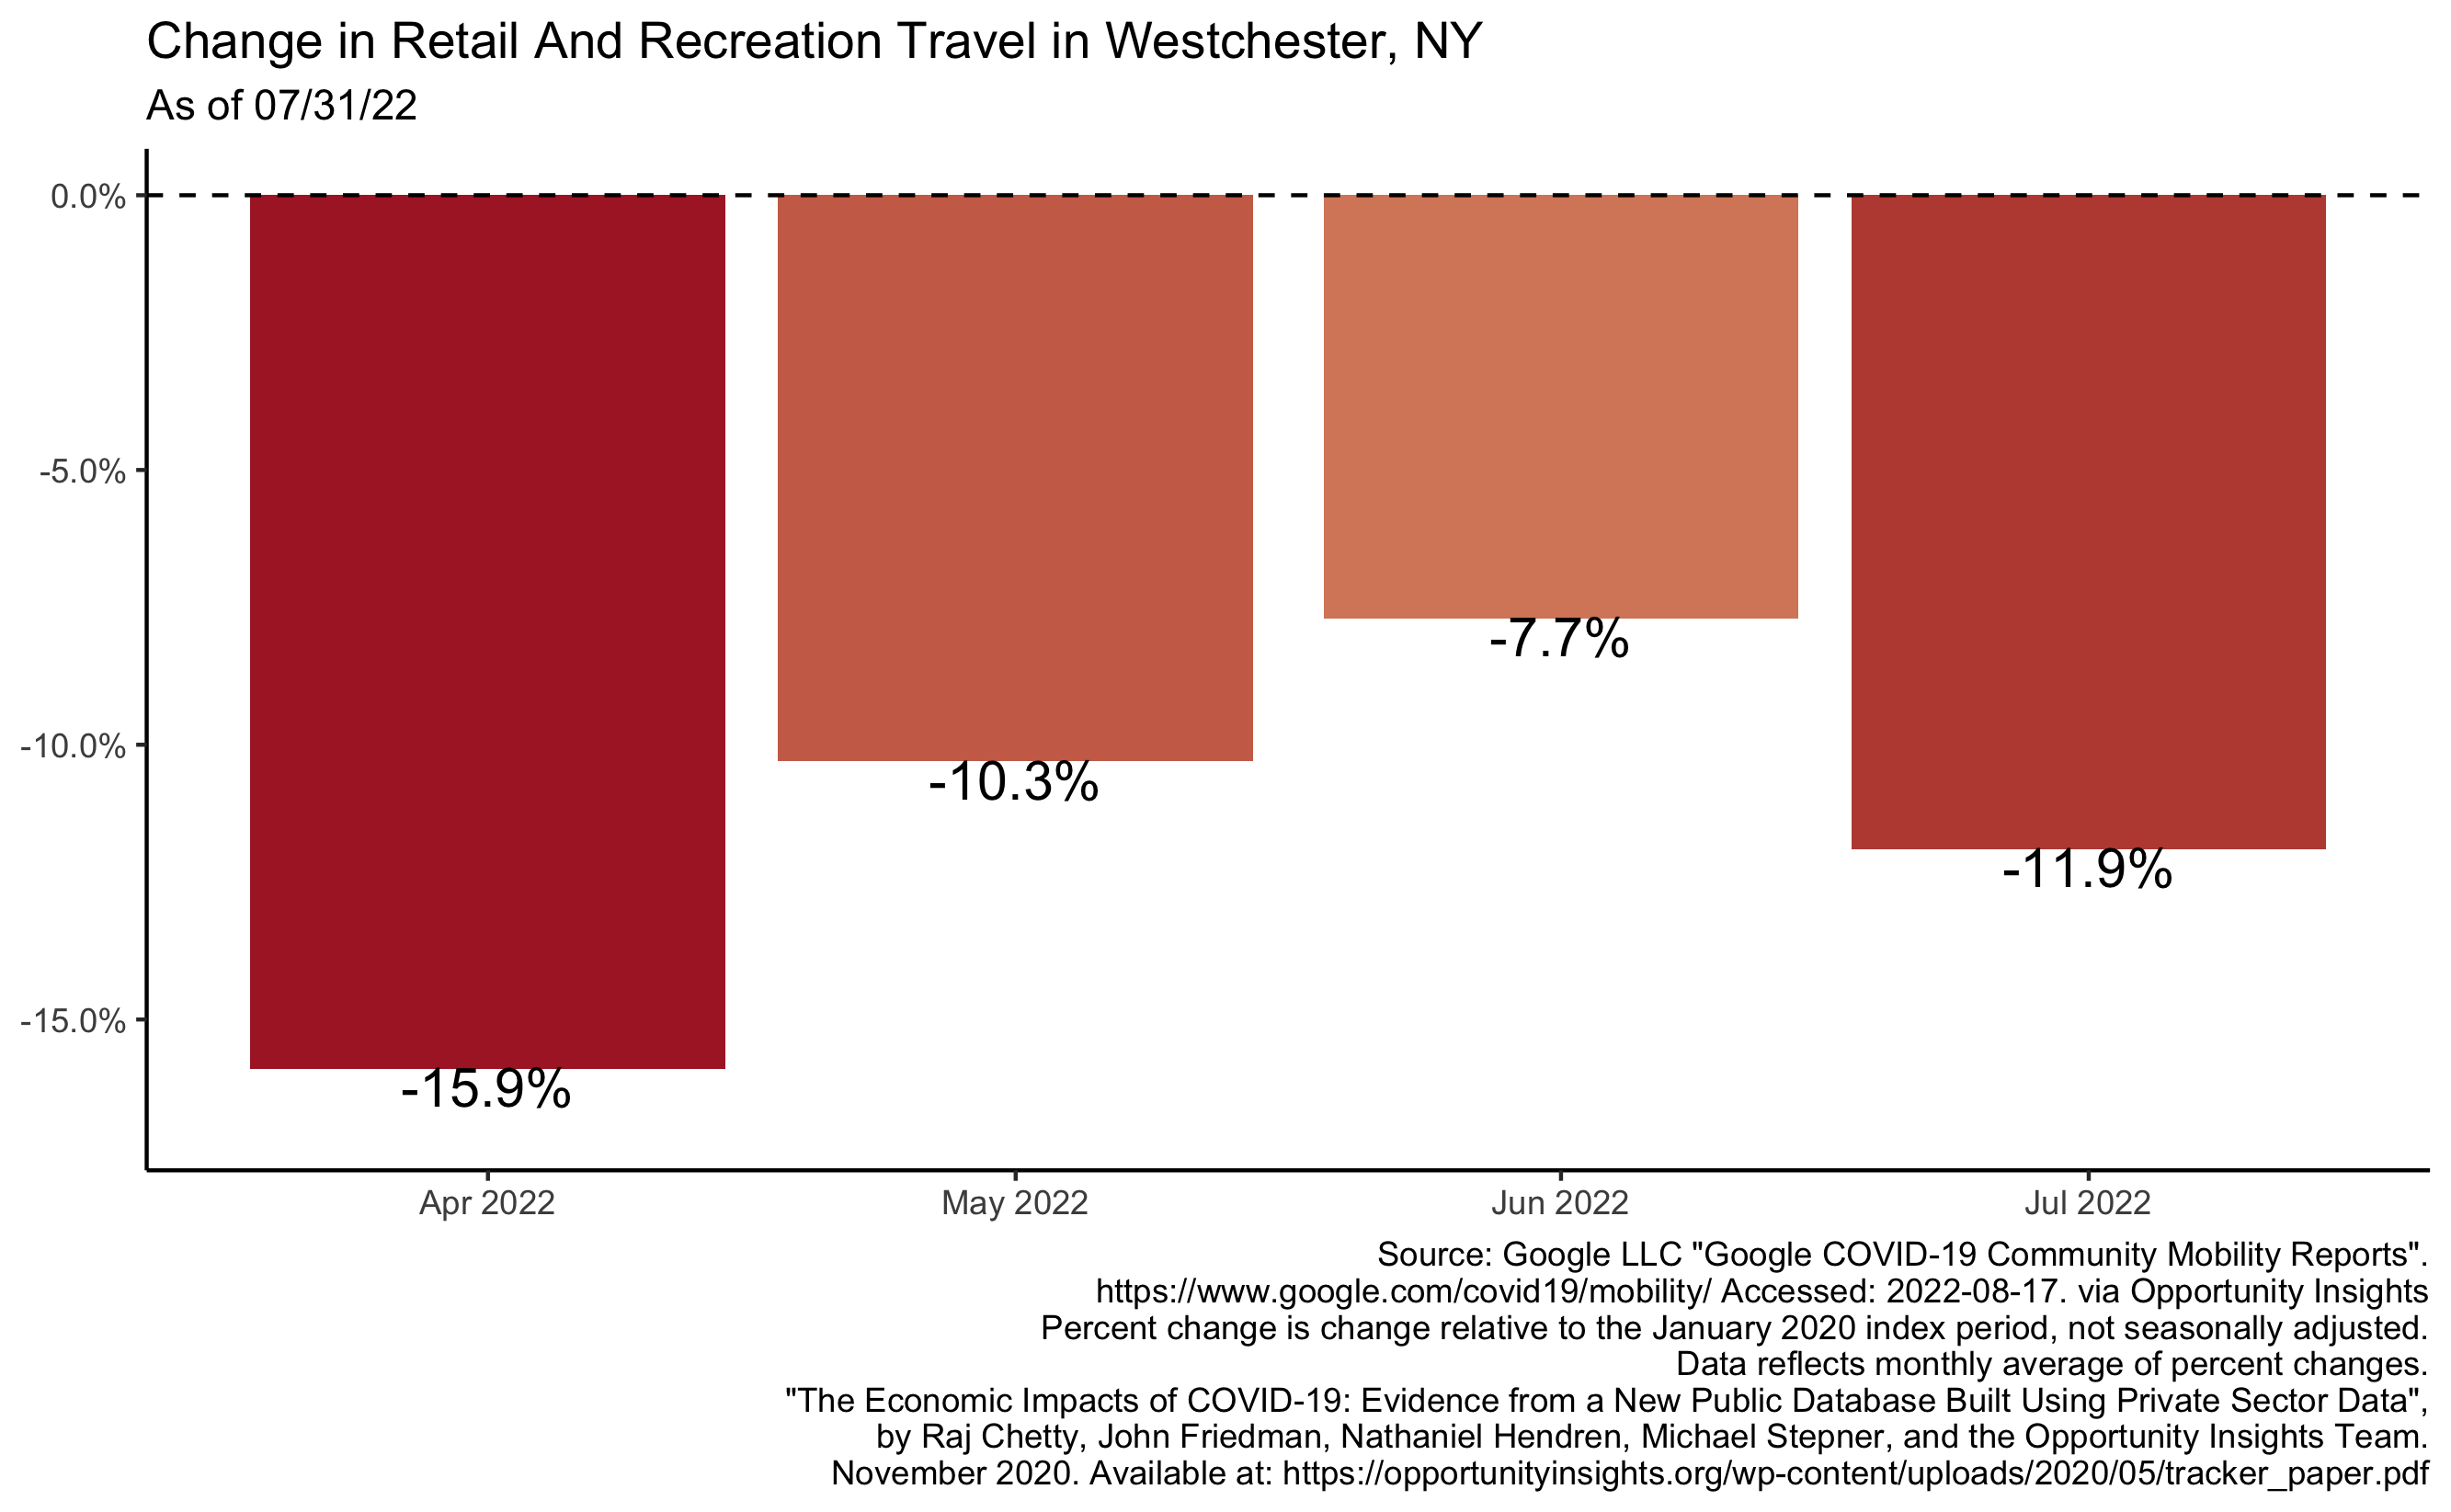 Change in Retail And Recreation Travel in Westchester, NY
As of 07/31/22
0.0%
-5.0%
-10.0%
-15.0%
-15.9%
-10.3%
-7.7%
-11.9%
Apr 2022
May 2022
Jun 2022
Jul 2022
Source: Google LLC "Google COVID-19 Community Mobility Reports".
https://www.google.com/covid19/mobility/ Accessed: 2022-08-17. via Opportunity Insights
Percent change is change relative to the January 2020 index period, not seasonally adjusted.
Data reflects monthly average of percent changes.
"The Economic Impacts of COVID-19: Evidence from a New Public Database Built Using Private Sector Data",
by Raj Chetty, John Friedman, Nathaniel Hendren, Michael Stepner, and the Opportunity Insights Team.
November 2020. Available at: https://opportunityinsights.org/wp-content/uploads/2020/05/tracker_paper.pdf